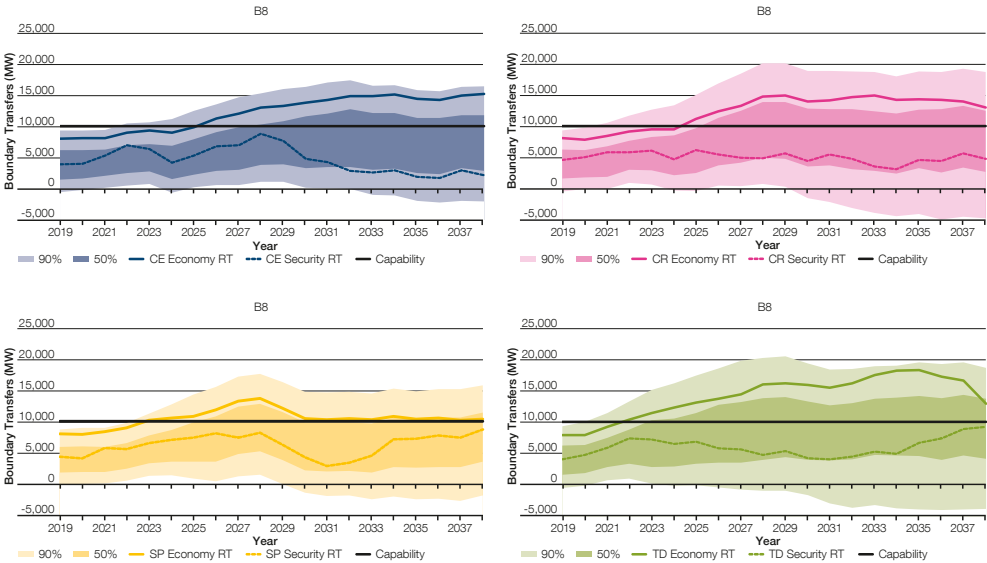 B8
Boundary Transfers (MW)
25,000
20,000
15,000
10,000
5,000
0
-5,000
2019 2021 2023 2025 2027 2029 2031 2033 2035 2037
Year
90% 50% CE Economy RT CE Security RT Capability
B8
Boundary Transfers (MW)
25,000
20,000
15,000
10,000
5,000
0
-5,000
2019 2021 2023 2025 2027 2029 2031 2033 2035 2037
Year
90% 50% CR Economy RT CR Security RT Capability
B8
Boundary Transfers (MW)
25,000
20,000
15,000
10,000
5,000
0
-5,000
2019 2021 2023 2025 2027 2029 2031 2033 2035 2037
Year
90% 50% SP Economy RT SP Security RT Capability
B8
Boundary Transfers (MW)
25,000
20,000
15,000
10,000
5,000
0
-5,000
2019 2021 2023 2025 2027 2029 2031 2033 2035 2037
Year
90% 50% TD Economy RT TD Security RT Capability